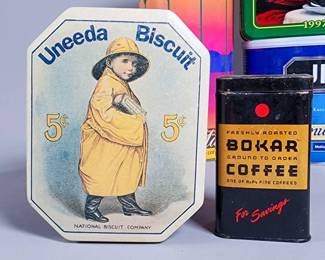 Uneeda Biscuit
5¢ 5¢
NATIONAL BISCUIT COMPANY
1997
FRESHLY ROASTED
BOKAR
GROUND TO ORDER
COFFEE
ONE OF A&P's FINE COFFEES
For Savings